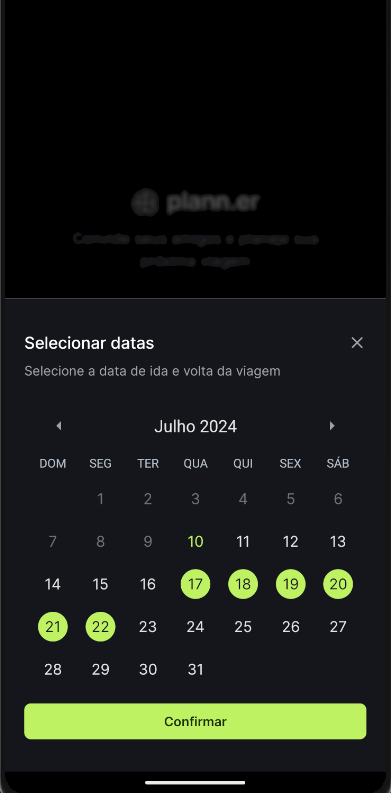 plann.er
Convide seus amigos e planeje sua
próxima viagem
Selecionar datas
Selecione a data de ida e volta da viagem
Julho 2024
DOM SEG TER QUA QUI SEX SÁB
1 2 3 4 5 6
7 8 9 10 11 12 13
14 15 16 17 18 19 20
21 22 23 24 25 26 27
28 29 30 31
Confirmar